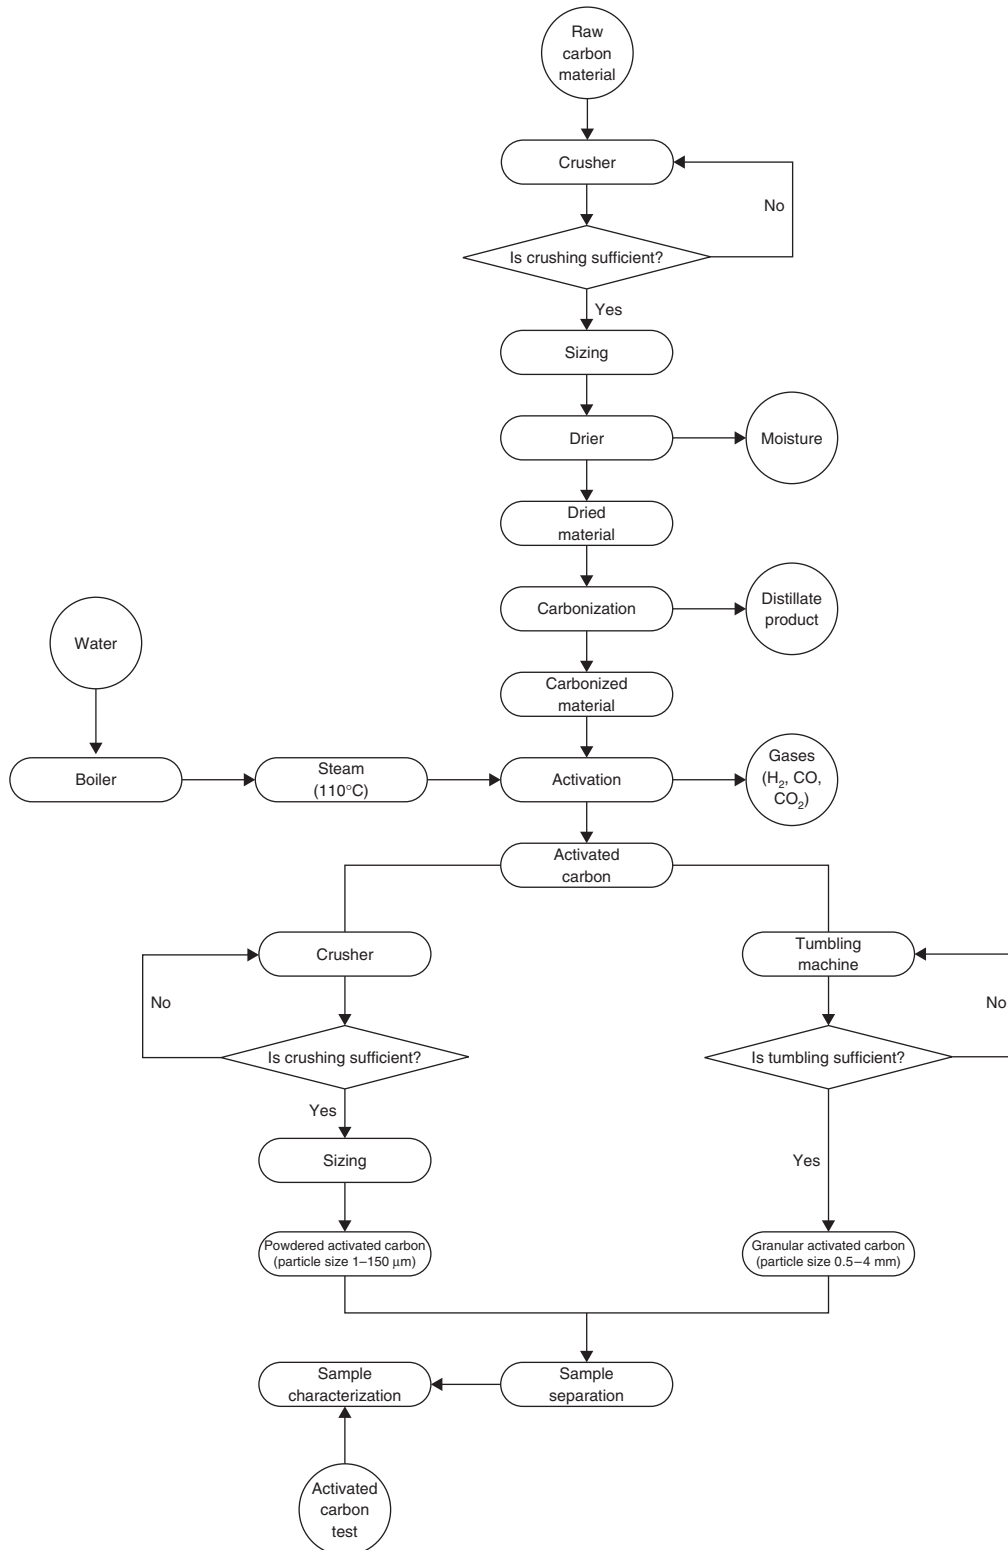 Raw
carbon
material
Crusher
No
Is crushing sufficient?
Yes
Sizing
Drier
Moisture
Dried
material
Carbonization
Distillate
product
Water
Carbonized
material
Boiler
Steam
(110°C)
Activation
Gases
(H₂, CO,
CO₂)
Activated
carbon
Crusher
Tumbling
machine
No
No
Is crushing sufficient?
Is tumbling sufficient?
Yes
Sizing
Yes
Powdered activated carbon
(particle size 1–150 μm)
Granular activated carbon
(particle size 0.5–4 mm)
Sample
characterization
Sample
separation
Activated
carbon
test